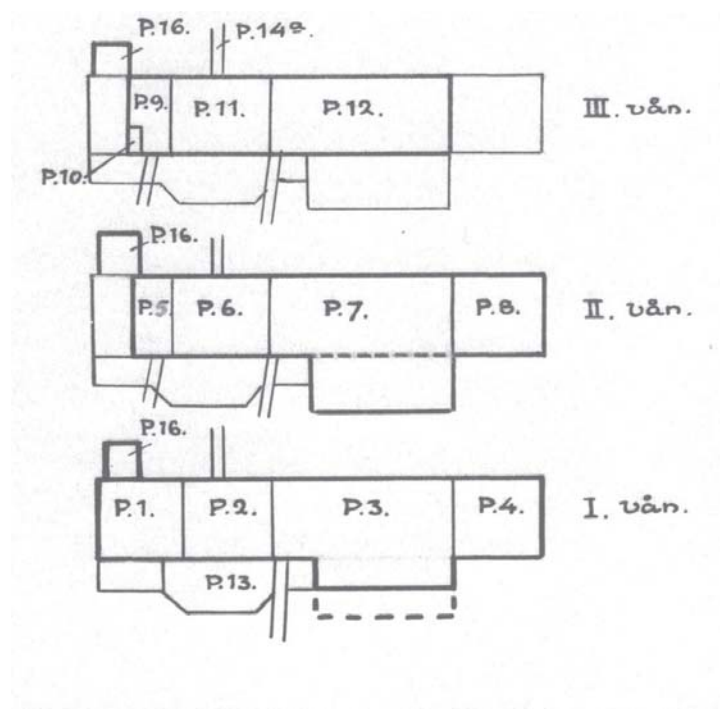 P.16. P.14a.
P.9. P.11. P.12. III. vån.
P.10.
P.16.
P.5. P.6. P.7. P.8. II. vån.
P.16.
P.1. P.2. P.3. P.4. I. vån.
P.13.